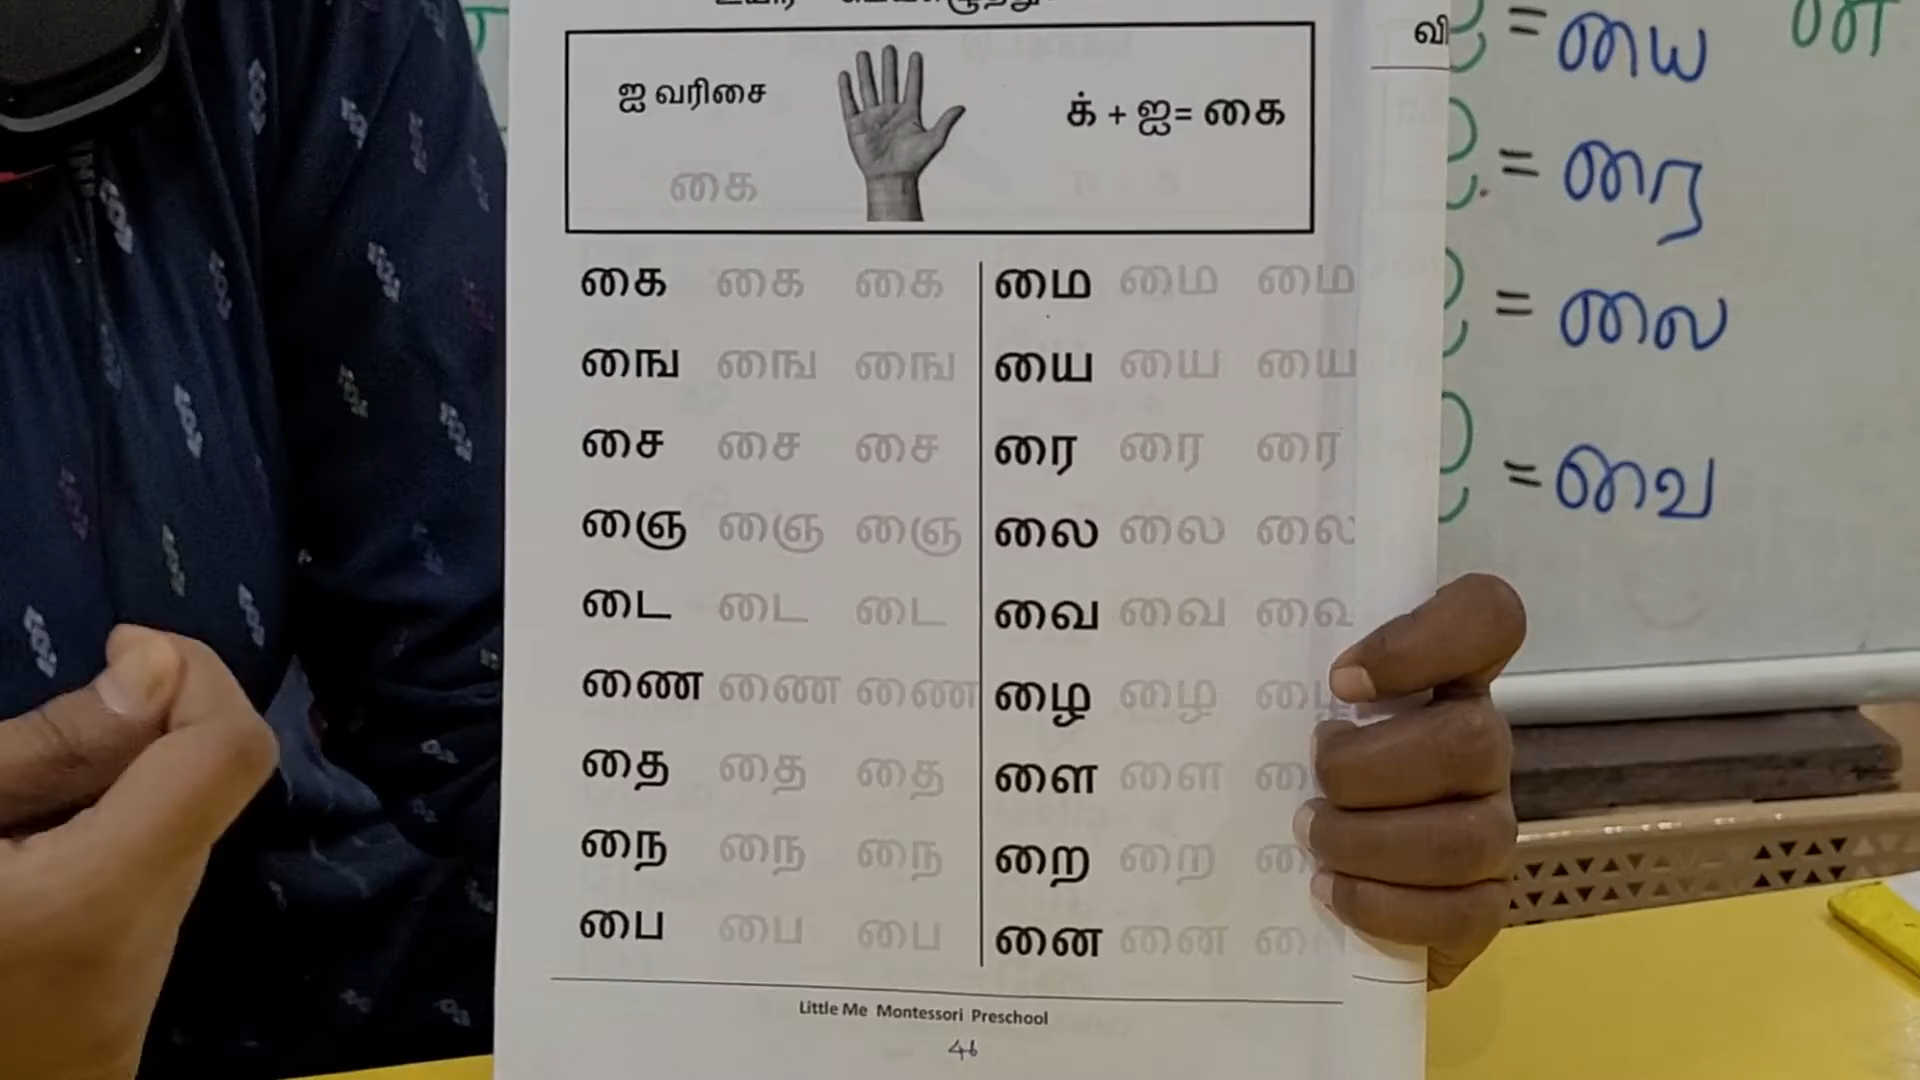 ஐ வரிசை
க் + ஐ= கை
கை
கை கை கை
ஙை ஙை ஙை
சை சை சை
ஞை ஞை ஞை
டை டை டை
ணை ணை ணை
தை தை தை
நை நை நை
பை பை பை
மை மை மை
யை யை யை
ரை ரை ரை
லை லை லை
வை வை வை
ழை ழை
ளை ளை
றை றை
னை னை
Little Me Montessori Preschool
46
வி
= யை
= ரை
= லை
= வை